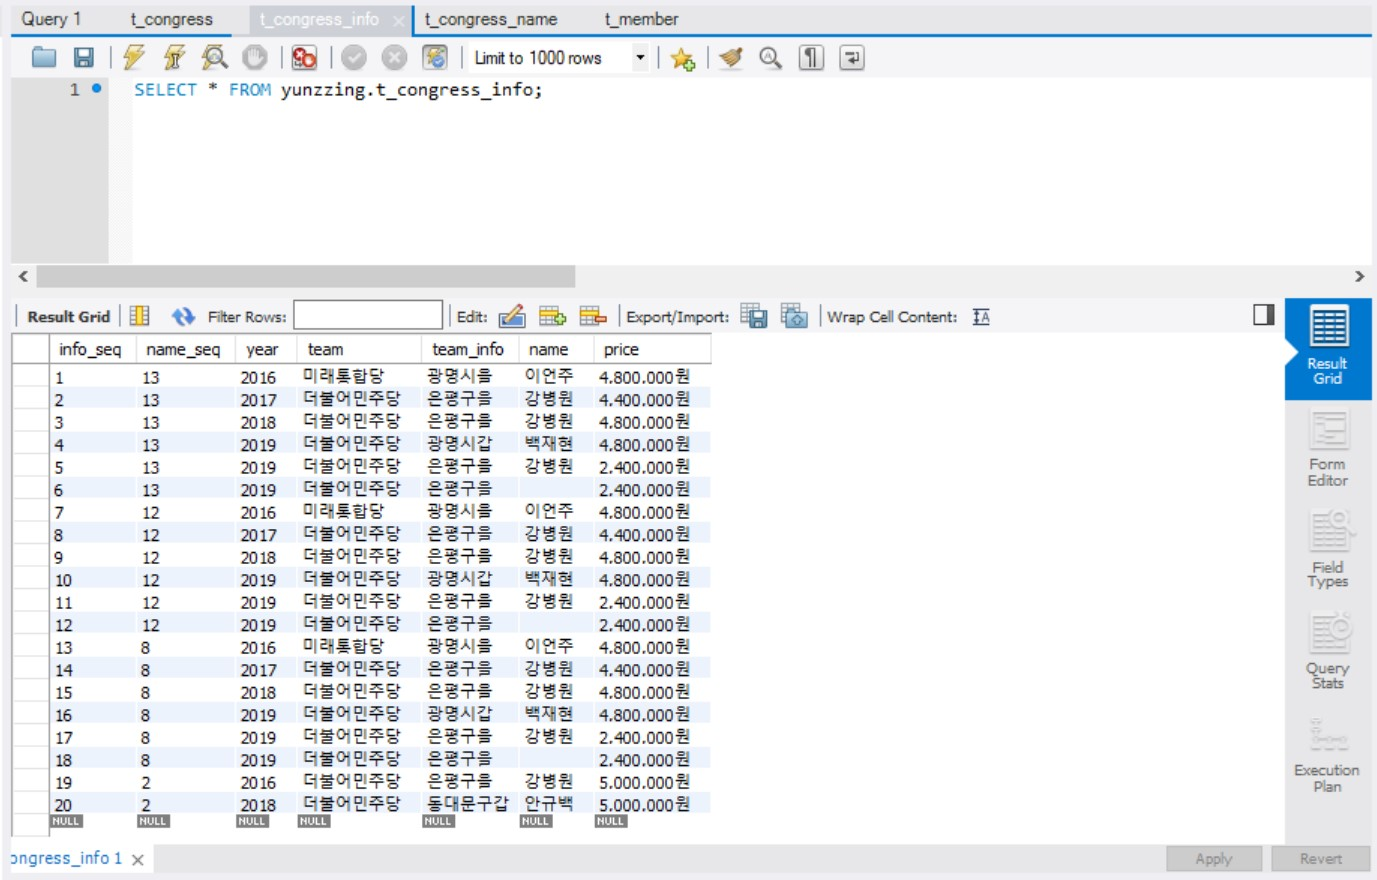 Query 1 t_congress t_congress_info t_congress_name t_member
Limit to 1000 rows
1 SELECT * FROM yunzzing.t_congress_info;
Result Grid Filter Rows: Edit: Export/Import: Wrap Cell Content:
info_seq name_seq year team team_info name price
1 13 2016 미래통합당 광명시을 이언주 4.800.000원
2 13 2017 더불어민주당 은평구을 강병원 4.400.000원
3 13 2018 더불어민주당 은평구을 강병원 4.800.000원
4 13 2019 더불어민주당 광명시갑 백재현 4.800.000원
5 13 2019 더불어민주당 은평구을 강병원 2.400.000원
6 13 2019 더불어민주당 은평구을 2.400.000원
7 12 2016 미래통합당 광명시을 이언주 4.800.000원
8 12 2017 더불어민주당 은평구을 강병원 4.400.000원
9 12 2018 더불어민주당 은평구을 강병원 4.800.000원
10 12 2019 더불어민주당 광명시갑 백재현 4.800.000원
11 12 2019 더불어민주당 은평구을 강병원 2.400.000원
12 12 2019 더불어민주당 은평구을 2.400.000원
13 8 2016 미래통합당 광명시을 이언주 4.800.000원
14 8 2017 더불어민주당 은평구을 강병원 4.400.000원
15 8 2018 더불어민주당 은평구을 강병원 4.800.000원
16 8 2019 더불어민주당 광명시갑 백재현 4.800.000원
17 8 2019 더불어민주당 은평구을 강병원 2.400.000원
18 8 2019 더불어민주당 은평구을 2.400.000원
19 2 2016 더불어민주당 은평구을 강병원 5.000.000원
20 2 2018 더불어민주당 동대문구갑 안규백 5.000.000원
NULL NULL NULL NULL NULL NULL NULL
Result
Grid
Form
Editor
Field
Types
Query
Stats
Execution
Plan
ongress_info 1
Apply Revert